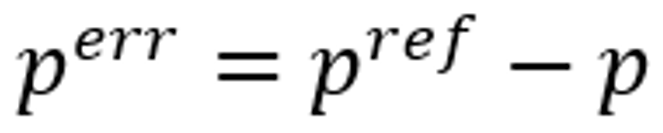 p^{err} = p^{ref} − p